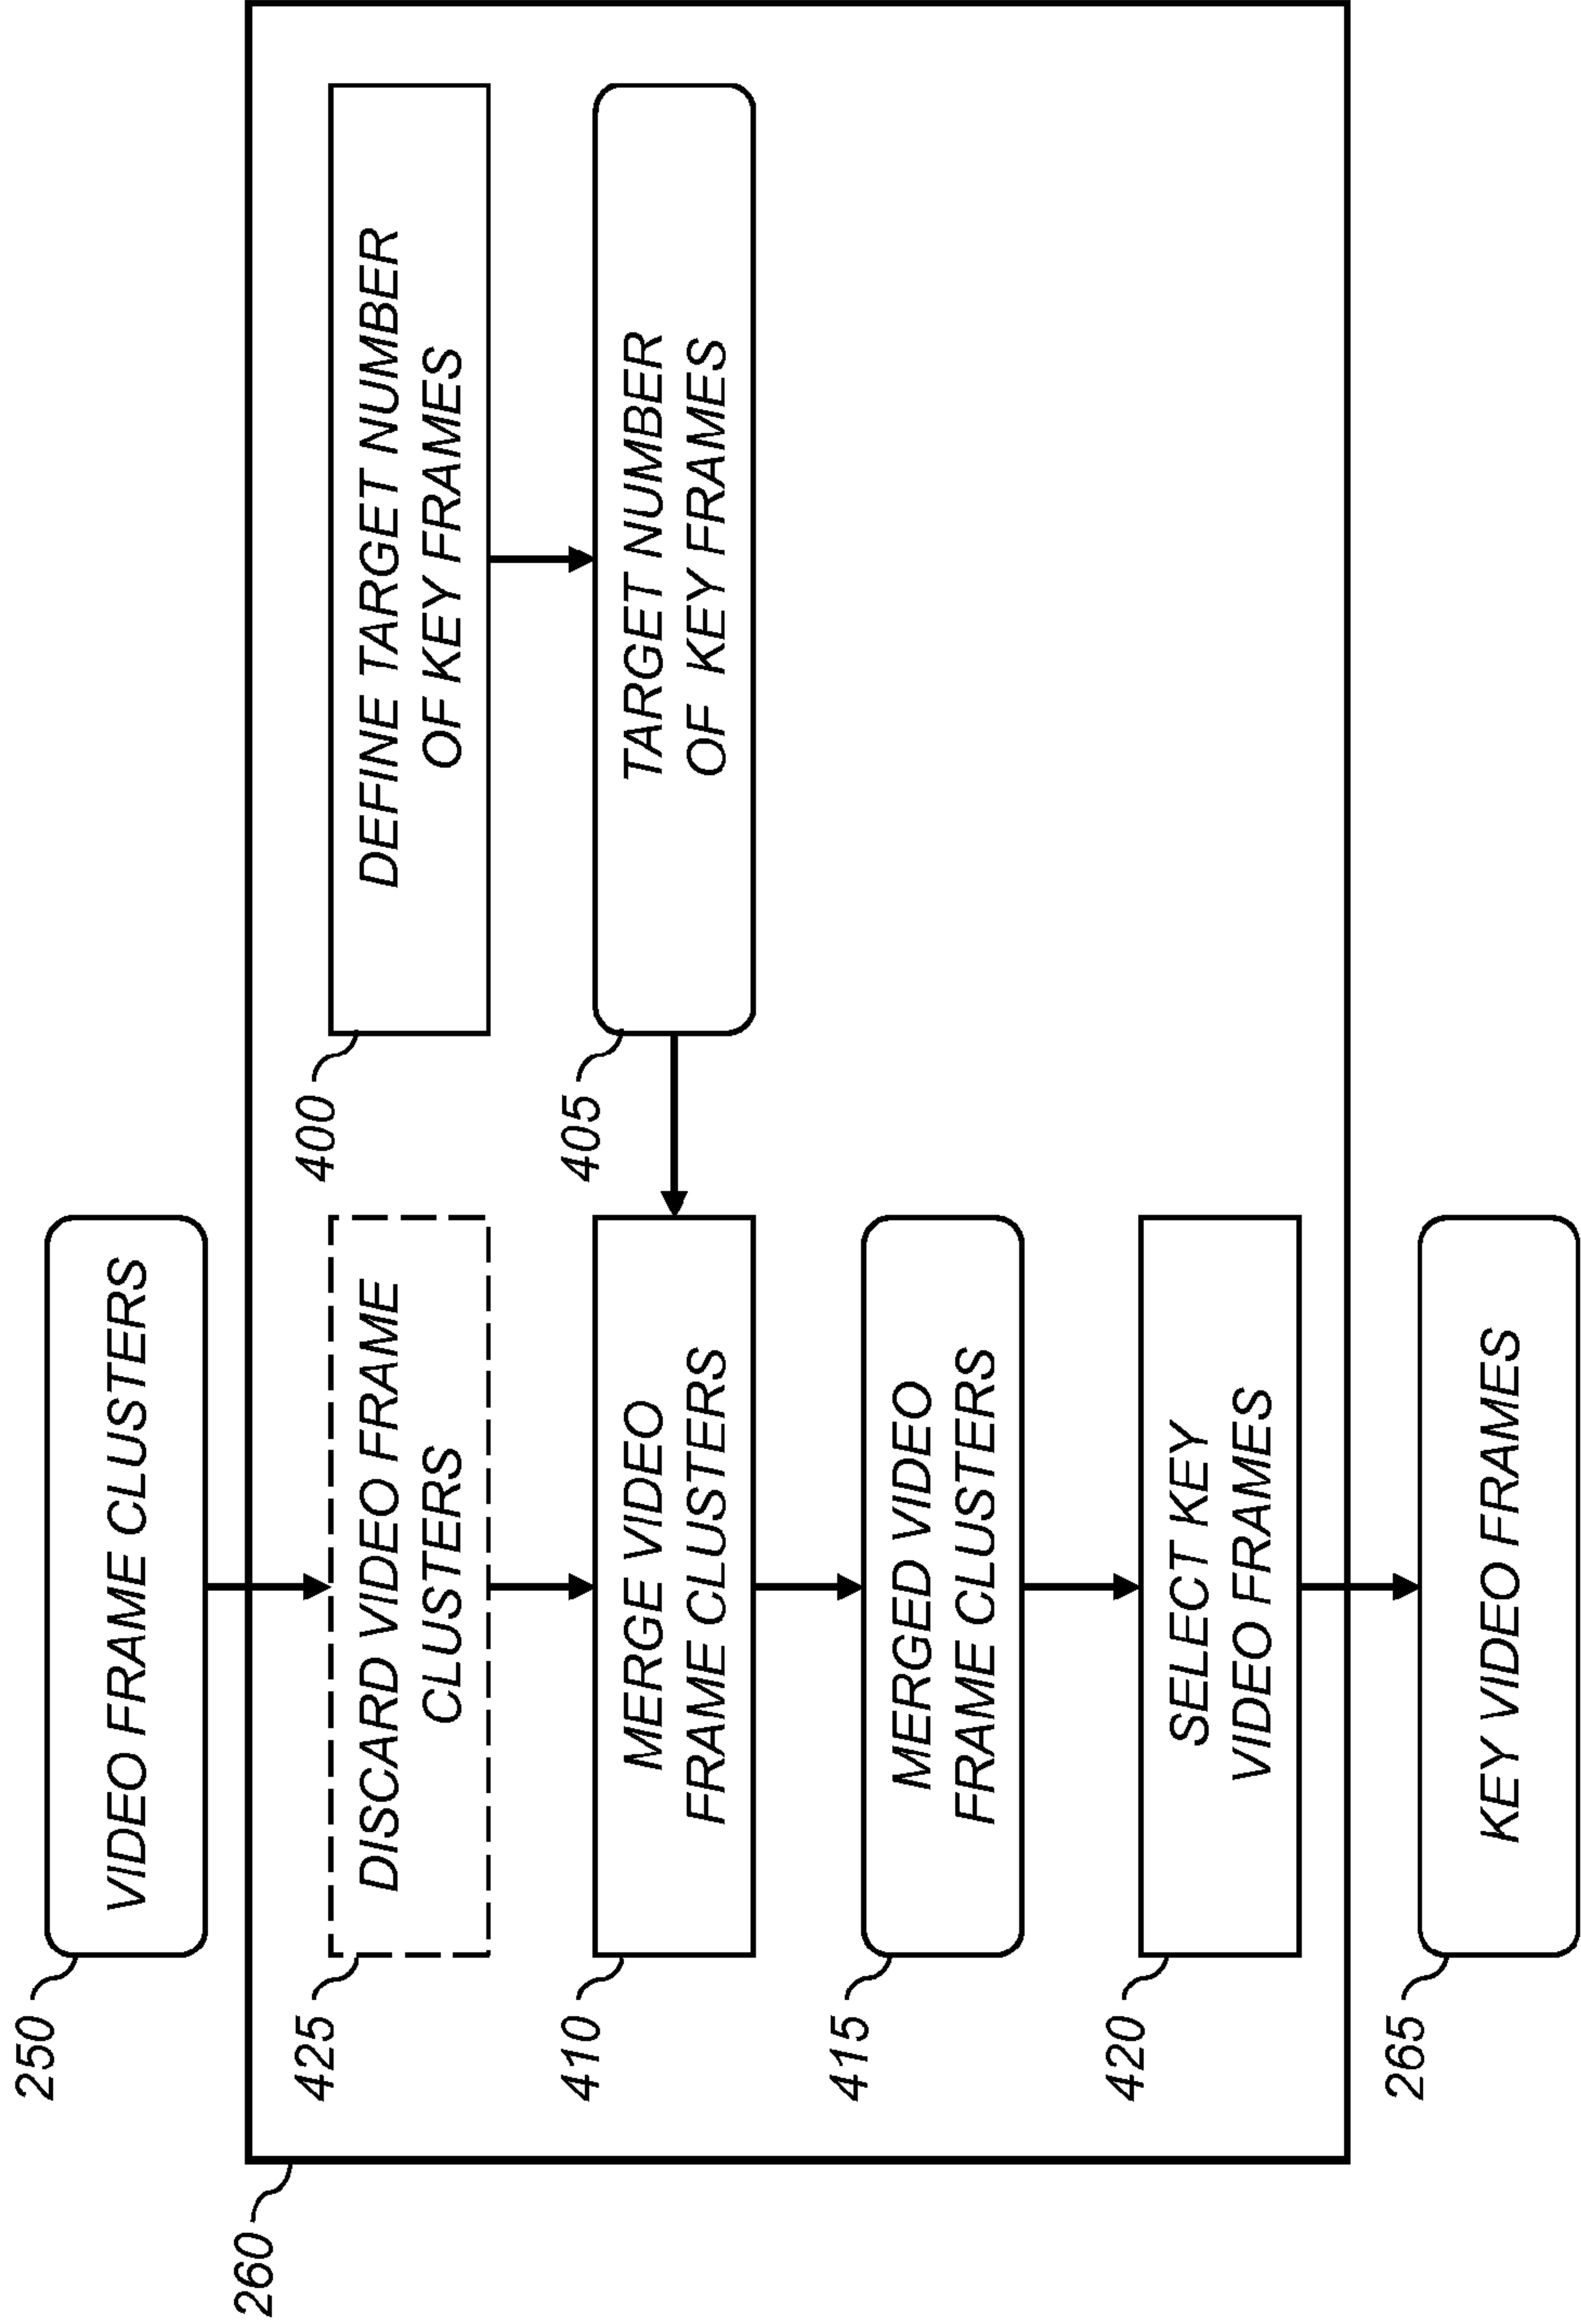 250
VIDEO FRAME CLUSTERS
260
425
DISCARD VIDEO FRAME
CLUSTERS
400
DEFINE TARGET NUMBER
OF KEY FRAMES
410
MERGE VIDEO
FRAME CLUSTERS
405
TARGET NUMBER
OF KEY FRAMES
415
MERGED VIDEO
FRAME CLUSTERS
420
SELECT KEY
VIDEO FRAMES
265
KEY VIDEO FRAMES